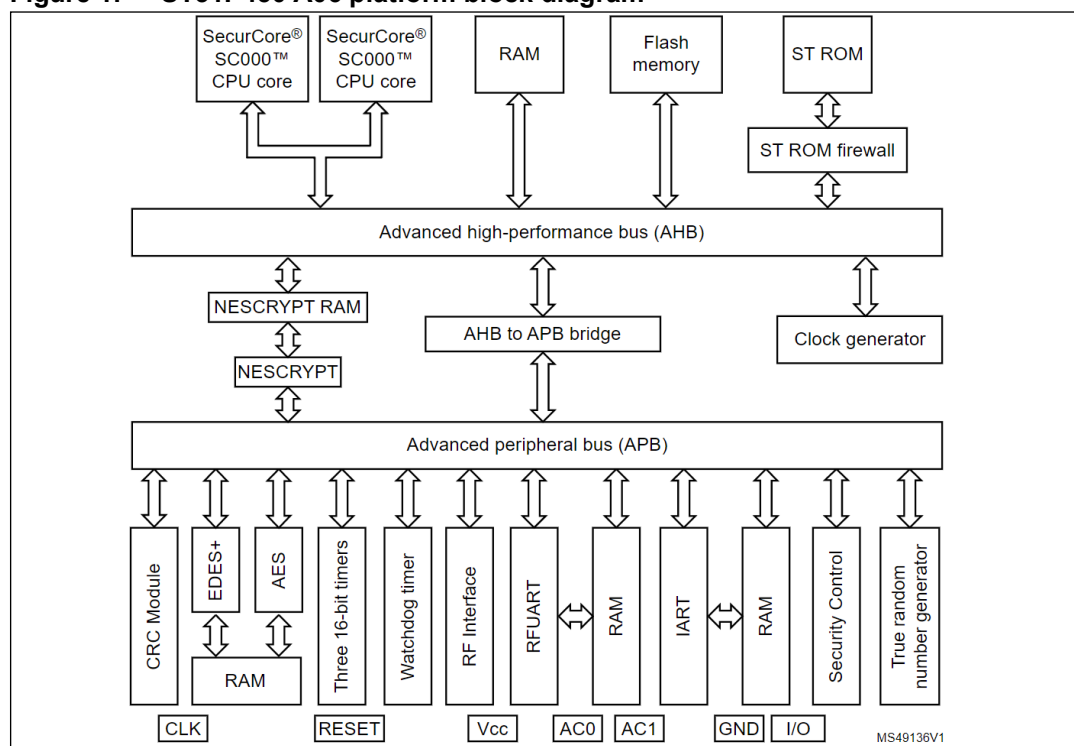 SecurCore®
SC000™
CPU core
SecurCore®
SC000™
CPU core
RAM
Flash
memory
ST ROM
ST ROM firewall
Advanced high-performance bus (AHB)
NESCRYPT RAM
AHB to APB bridge
Clock generator
NESCRYPT
Advanced peripheral bus (APB)
CRC Module
EDES+
AES
RAM
Three 16-bit timers
Watchdog timer
RF Interface
RFUART
RAM
IART
RAM
Security Control
True random
number generator
CLK
RESET
Vcc
AC0
AC1
GND
I/O
MS49136V1